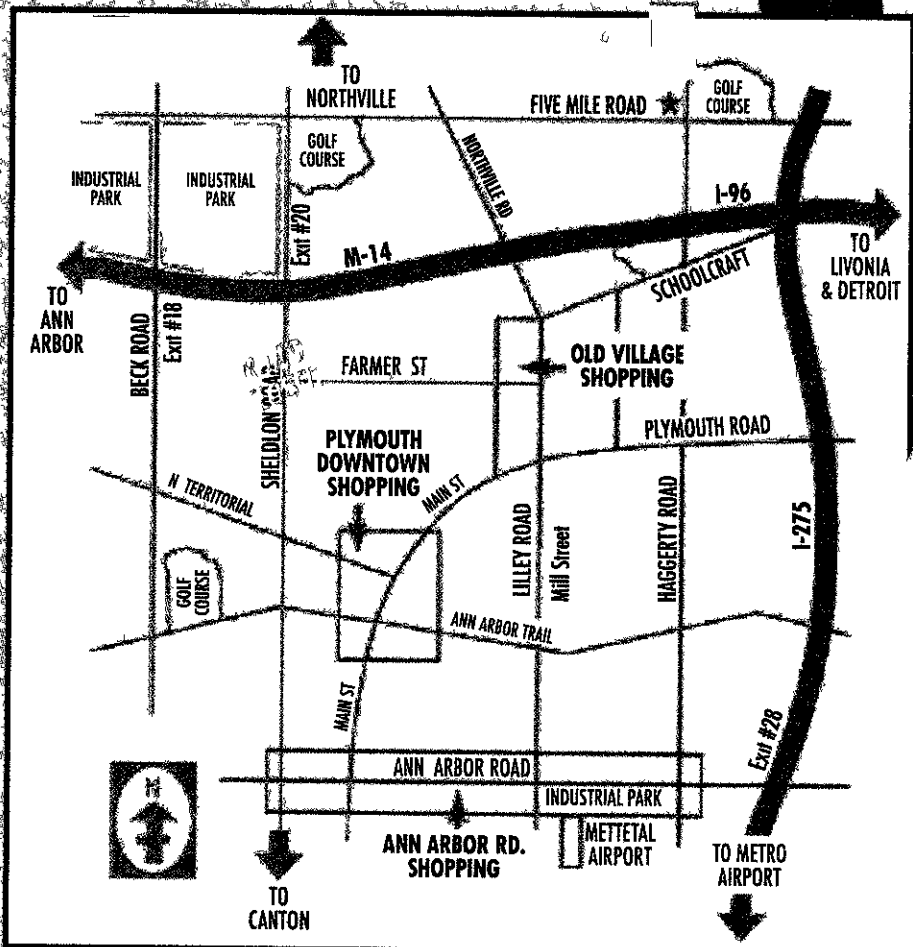 TO
NORTHVILLE
FIVE MILE ROAD
GOLF
COURSE
GOLF
COURSE
NORTHVILLE RD
INDUSTRIAL
PARK
INDUSTRIAL
PARK
Exit #20
I-96
M-14
TO
LIVONIA
& DETROIT
SCHOOLCRAFT
TO
ANN
ARBOR
BECK ROAD
Exit #18
FARMER ST
OLD VILLAGE
SHOPPING
SHELDLON ROAD
PLYMOUTH
DOWNTOWN
SHOPPING
PLYMOUTH ROAD
MAIN ST
N TERRITORIAL
LILLEY ROAD
Mill Street
HAGGERTY ROAD
I-275
GOLF
COURSE
ANN ARBOR TRAIL
MAIN ST
Exit #28
ANN ARBOR ROAD
INDUSTRIAL PARK
N
METTETAL
AIRPORT
ANN ARBOR RD.
SHOPPING
TO METRO
AIRPORT
TO
CANTON